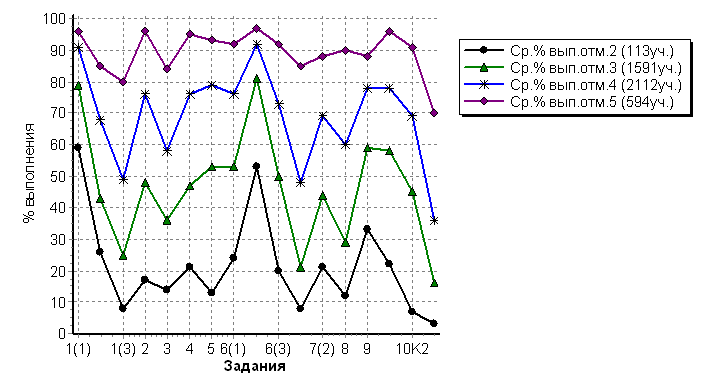 100
90
80
70
60
50
40
30
20
10
0
% выполнения
1(1) 1(3) 2 3 4 5 6(1) 6(3) 7(2) 8 9 10К2
Задания
Ср.% вып.отм.2 (113уч.)
Ср.% вып.отм.3 (1591уч.)
Ср.% вып.отм.4 (2112уч.)
Ср.% вып.отм.5 (594уч.)